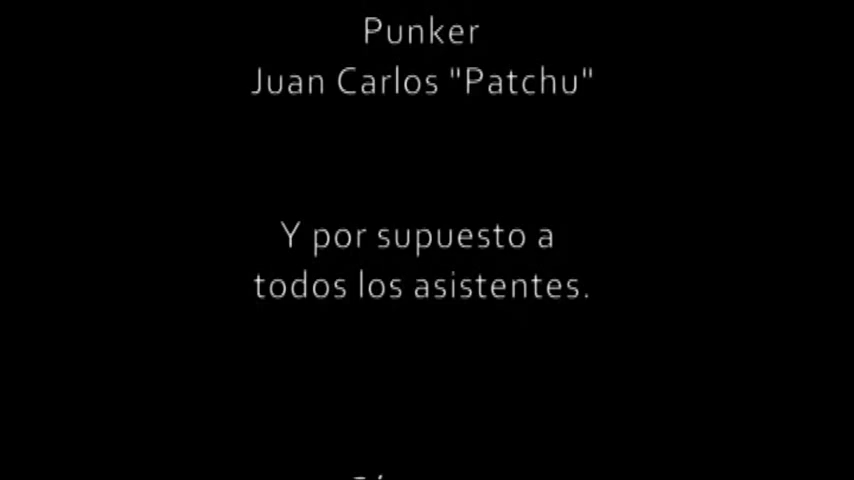 Punker
Juan Carlos "Patchu"
Y por supuesto a
todos los asistentes.